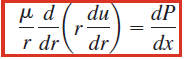 μ/r d/dr (r du/dr) = dP/dx